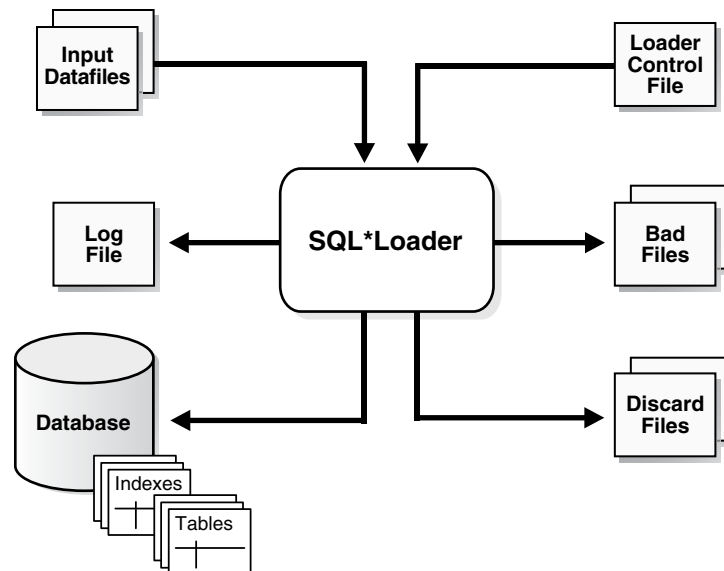 Input
Datafiles
Loader
Control
File
Log
File
SQL*Loader
Bad
Files
Database
Discard
Files
Indexes
Tables